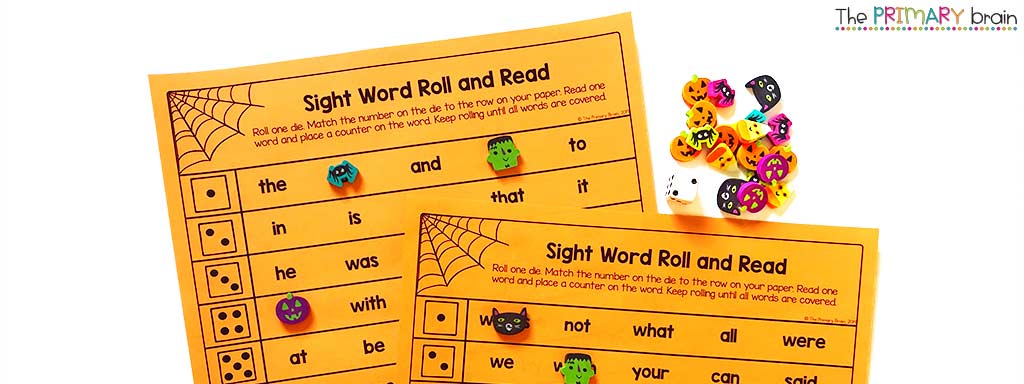 The PRIMARY brain
Sight Word Roll and Read
Roll one die. Match the number on the die to the row on your paper. Read one
word and place a counter on the word. Keep rolling until all words are covered.
© The Primary Brain,
the and to
in is that it
he was
with
at be
Sight Word Roll and Read
Roll one die. Match the number on the die to the row on your paper. Read one
word and place a counter on the word. Keep rolling until all words are covered.
© The Primary Brain,
not what all were
we your can said